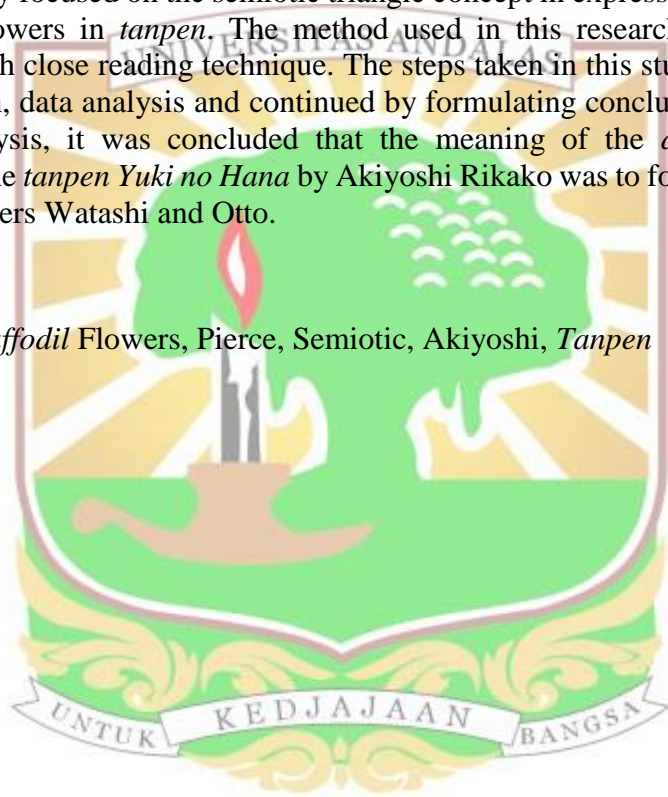 y focused on the semiotic triangle concept in express
owers in tanpen. The method used in this research
UNIVERSITAS ANDALAS
h close reading technique. The steps taken in this stu
n, data analysis and continued by formulating conclu
ysis, it was concluded that the meaning of the
e tanpen Yuki no Hana by Akiyoshi Rikako was to fo
ers Watashi and Otto.
affodil Flowers, Pierce, Semiotic, Akiyoshi, Tanpen
UNTUK KEDJAJAAN BANGSA